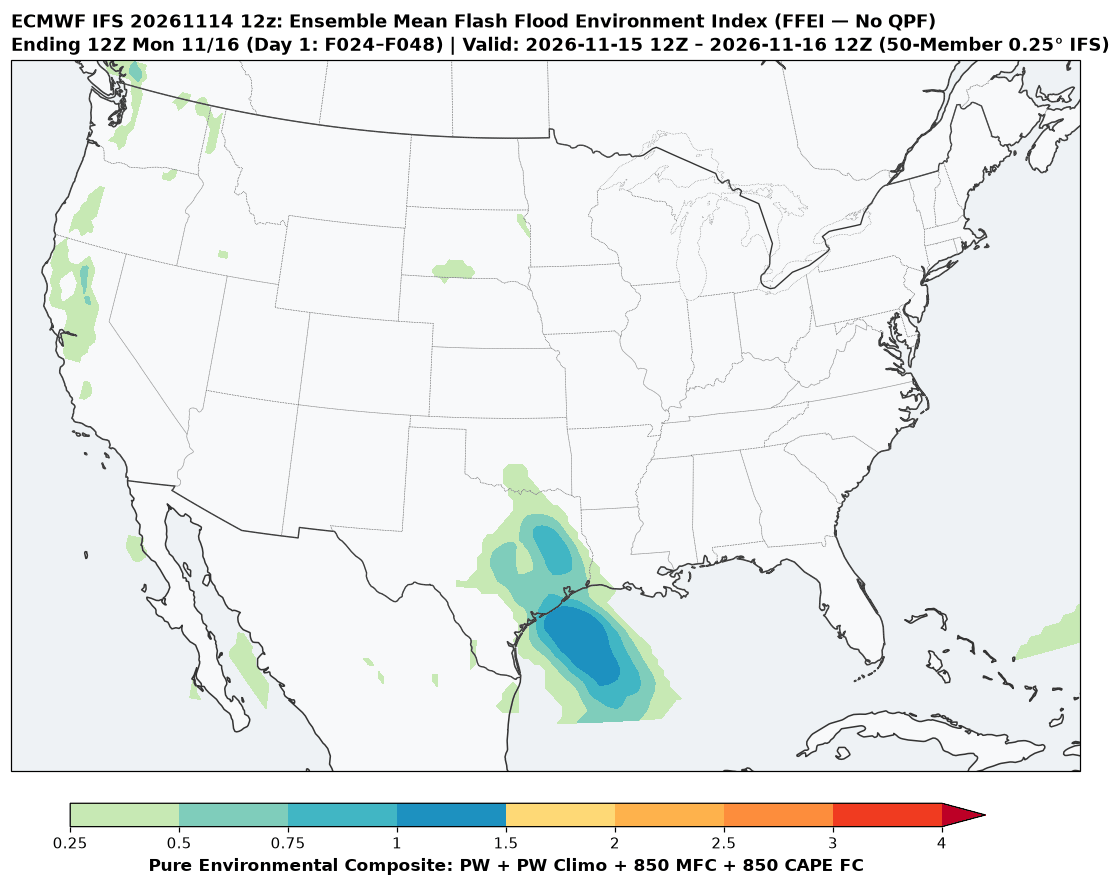 ECMWF IFS 20261114 12z: Ensemble Mean Flash Flood Environment Index (FFEI — No QPF)
Ending 12Z Mon 11/16 (Day 1: F024–F048) | Valid: 2026-11-15 12Z – 2026-11-16 12Z (50-Member 0.25° IFS)
0.25 0.5 0.75 1 1.5 2 2.5 3 4
Pure Environmental Composite: PW + PW Climo + 850 MFC + 850 CAPE FC